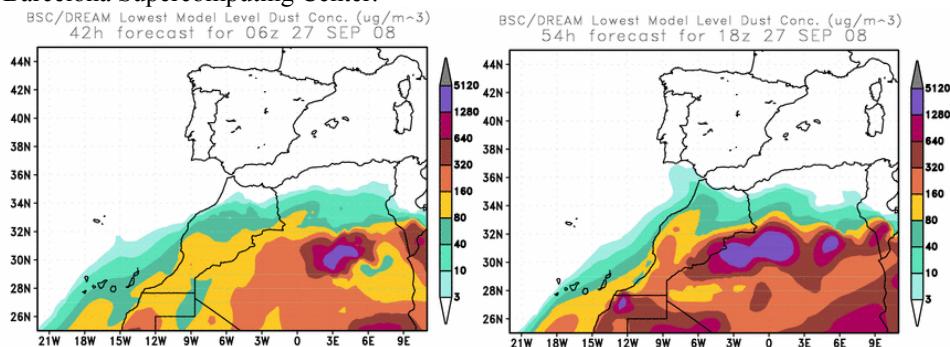 Barcelona Supercomputing Center.
BSC/DREAM Lowest Model Level Dust Conc. (ug/m^3)
42h forecast for 06z 27 SEP 08
44N
42N
40N
38N
36N
34N
32N
30N
28N
26N
21W 18W 15W 12W 9W 6W 3W 0 3E 6E 9E
5120
1280
640
320
160
80
40
10
3
BSC/DREAM Lowest Model Level Dust Conc. (ug/m^3)
54h forecast for 18z 27 SEP 08
44N
42N
40N
38N
36N
34N
32N
30N
28N
26N
21W 18W 15W 12W 9W 6W 3W 0 3E 6E 9E
5120
1280
640
320
160
80
40
10
3